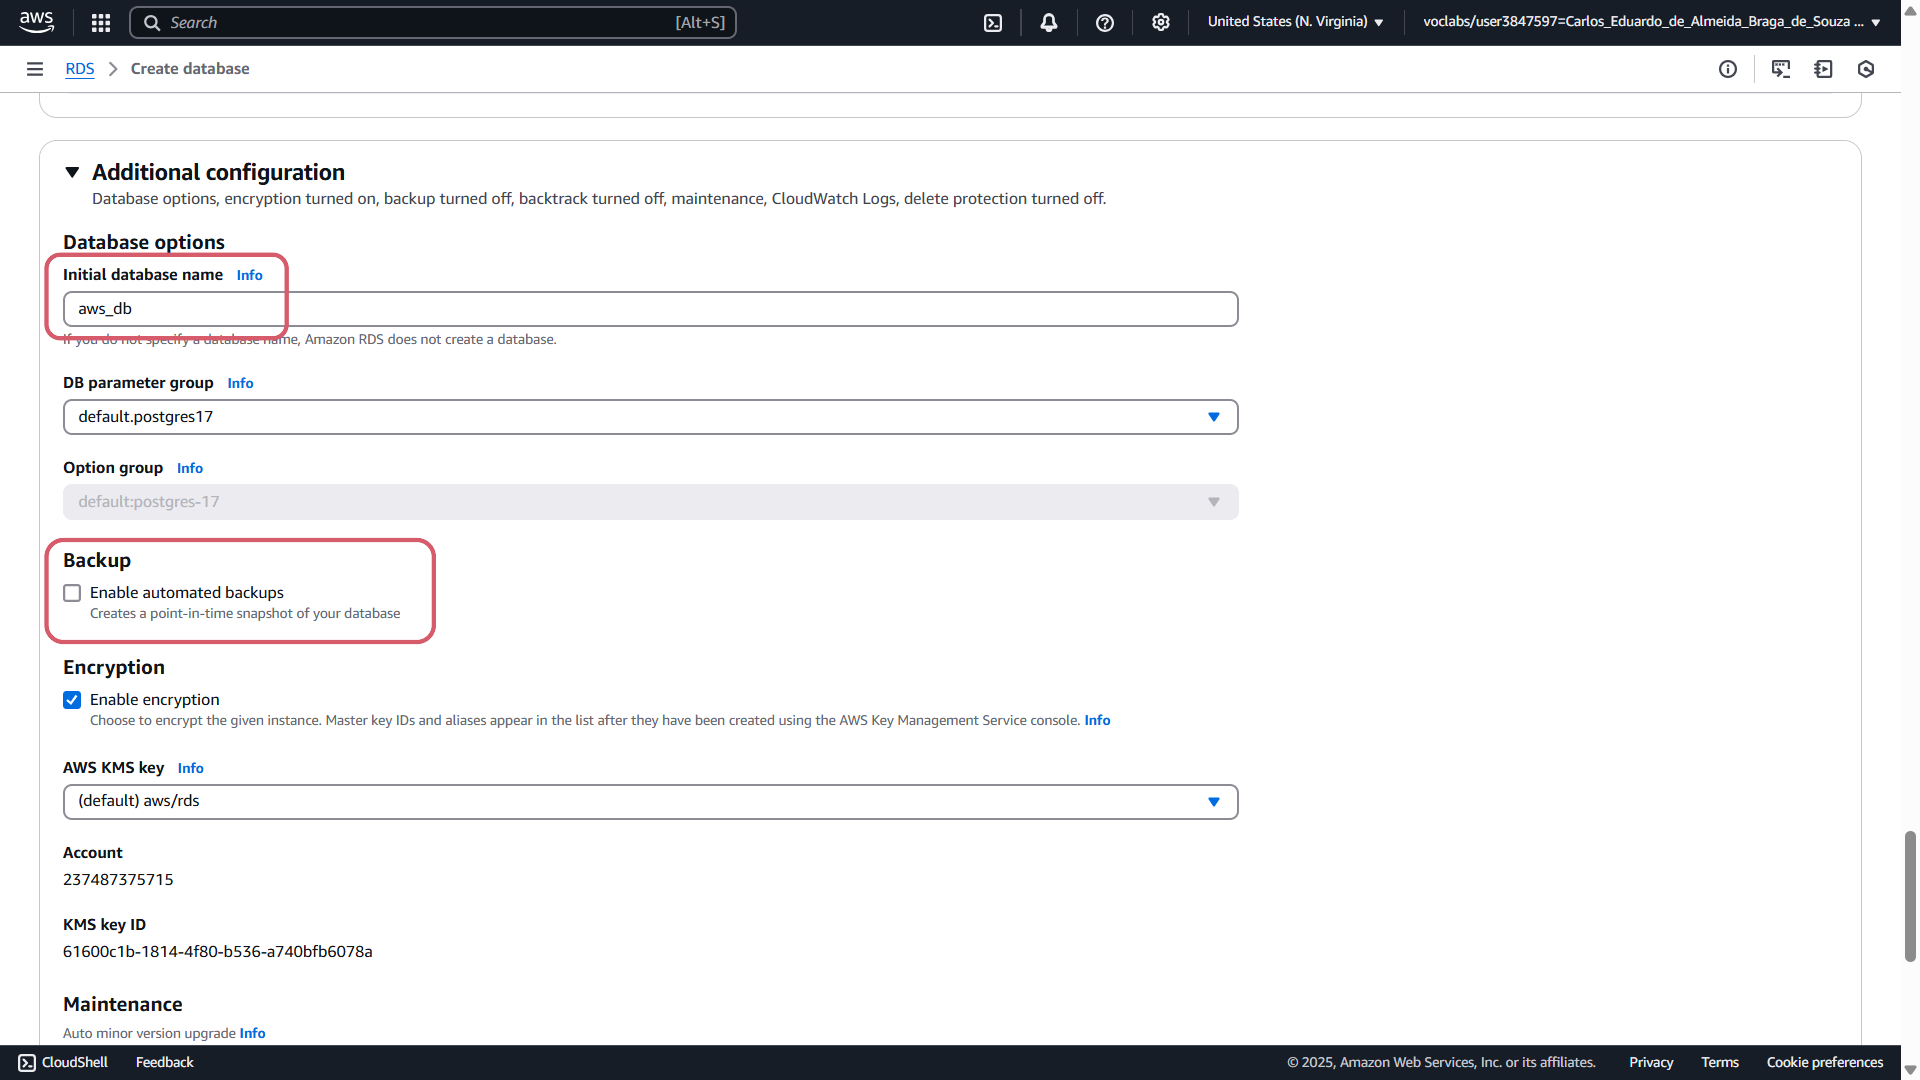 aws Search [Alt+S] United States (N. Virginia) voclabs/user3847597=Carlos_Eduardo_de_Almeida_Braga_de_Souza ...
RDS Create database
Additional configuration
Database options, encryption turned on, backup turned off, backtrack turned off, maintenance, CloudWatch Logs, delete protection turned off.
Database options
Initial database name Info
aws_db
If you do not specify a database name, Amazon RDS does not create a database.
DB parameter group Info
default.postgres17
Option group Info
default:postgres-17
Backup
Enable automated backups
Creates a point-in-time snapshot of your database
Encryption
Enable encryption
Choose to encrypt the given instance. Master key IDs and aliases appear in the list after they have been created using the AWS Key Management Service console. Info
AWS KMS key Info
(default) aws/rds
Account
237487375715
KMS key ID
61600c1b-1814-4f80-b536-a740bfb6078a
Maintenance
Auto minor version upgrade Info
CloudShell Feedback © 2025, Amazon Web Services, Inc. or its affiliates. Privacy Terms Cookie preferences